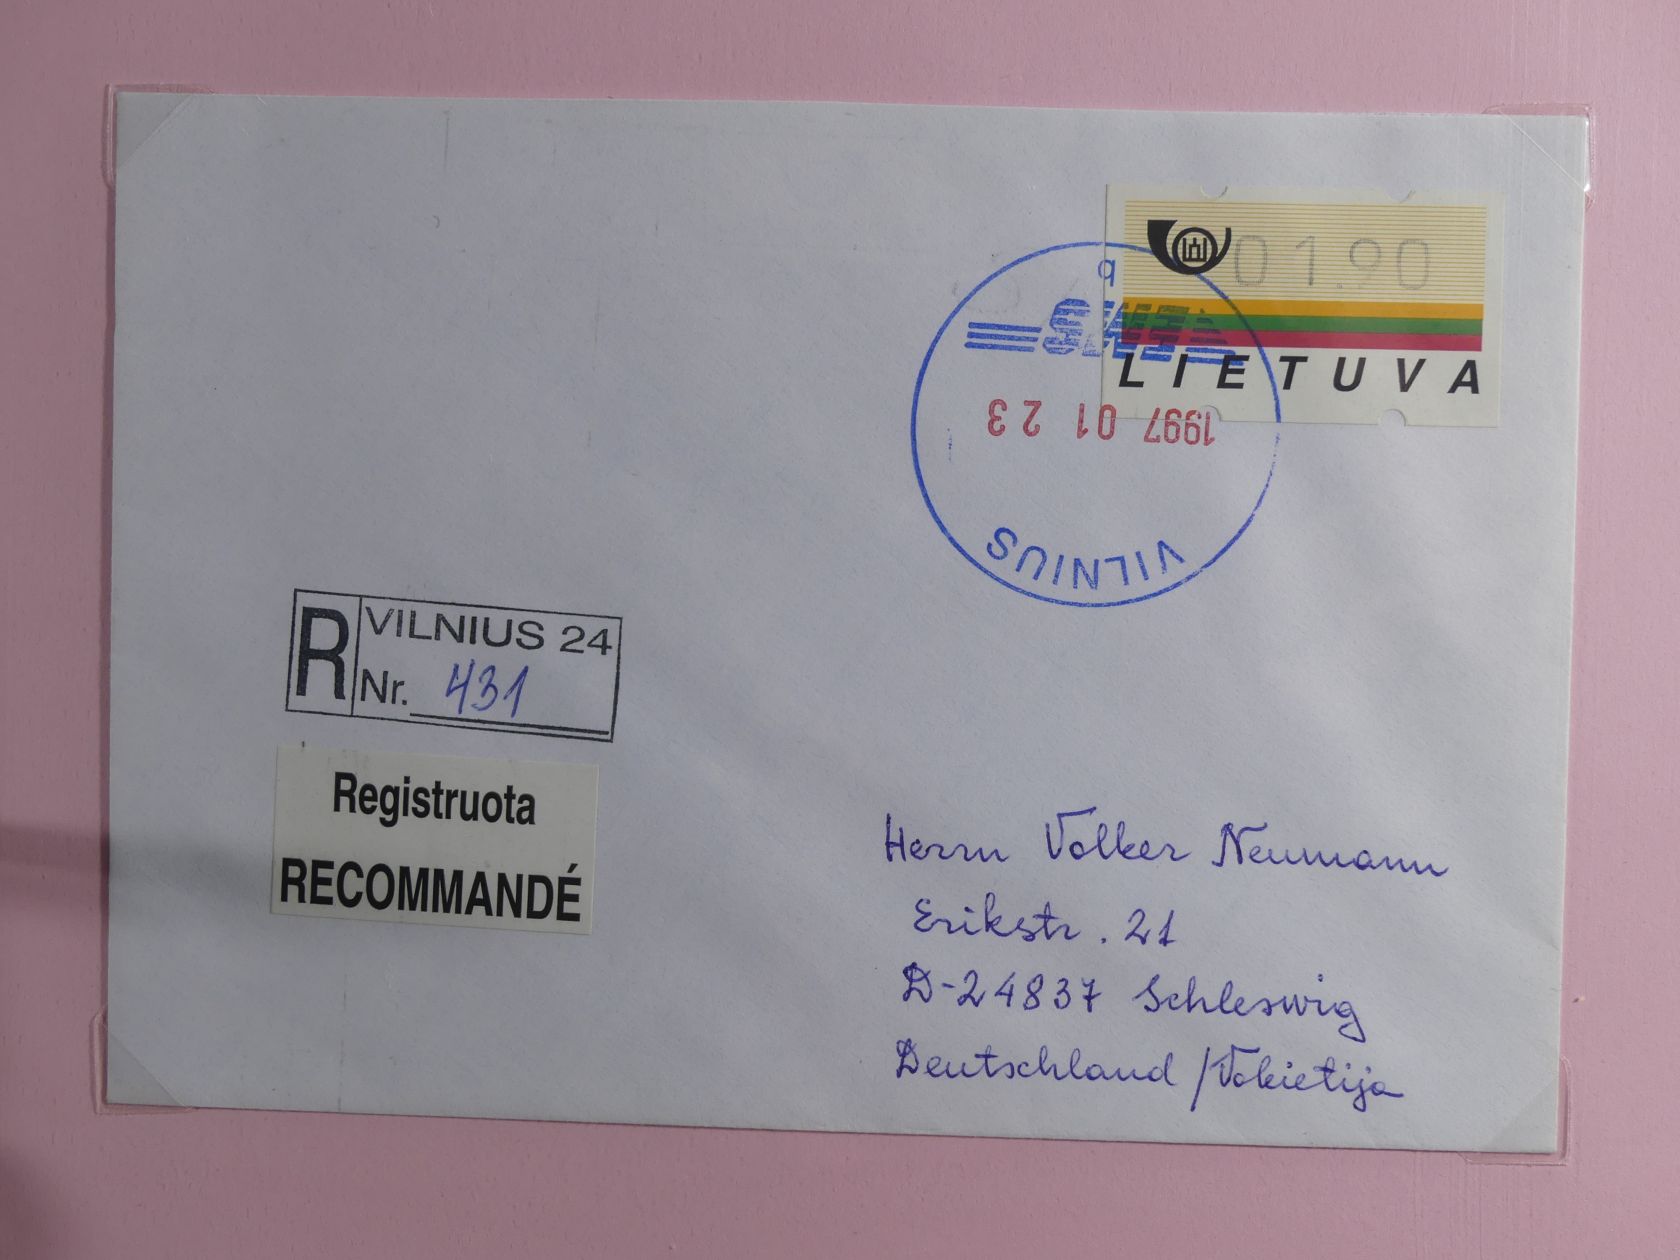 01.90
LIETUVA
VILNIUS
1997 01 23
EMS
R VILNIUS 24
Nr. 431
Registruota
RECOMMANDÉ
Herrn Volker Neumann
Erikstr. 21
D-24837 Schleswig
Deutschland / Vokietija